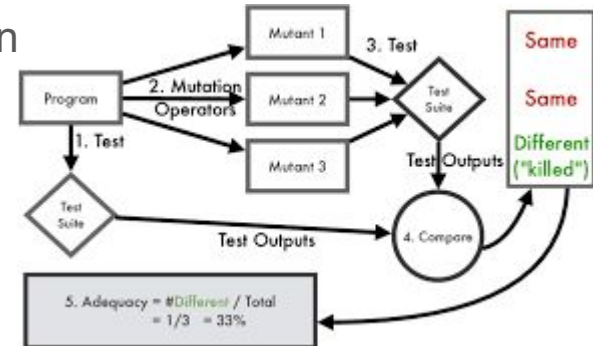 n
Program
1. Test
Test
Suite
2. Mutation
Operators
Mutant 1
Mutant 2
Mutant 3
3. Test
Test
Suite
Test Outputs
Test Outputs
4. Compare
Same
Same
Different
("killed")
5. Adequacy = #Different / Total
= 1/3 = 33%